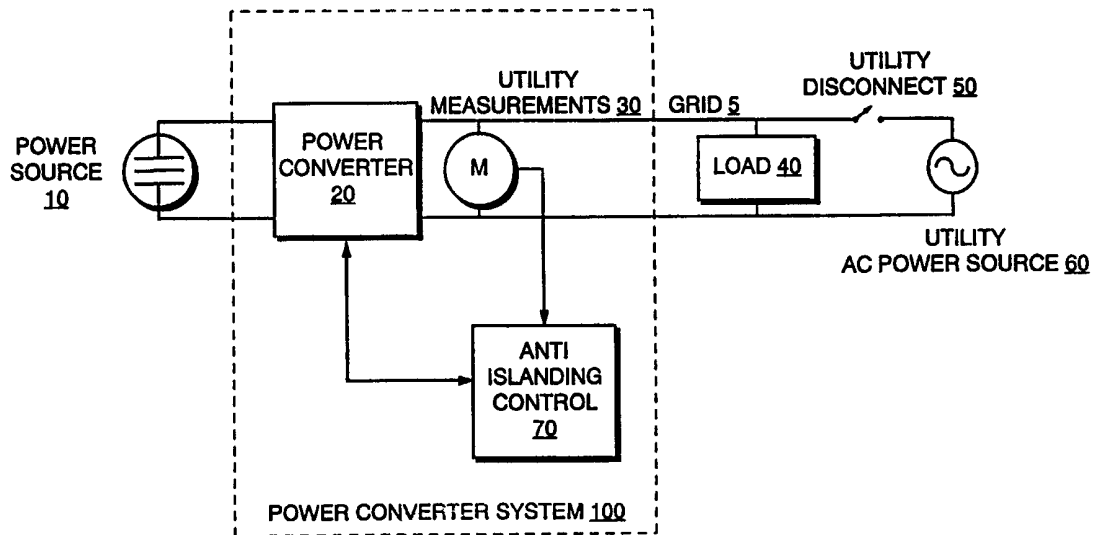 POWER
SOURCE
10
POWER
CONVERTER
20
UTILITY
MEASUREMENTS 30
M
GRID 5
LOAD 40
UTILITY
DISCONNECT 50
UTILITY
AC POWER SOURCE 60
ANTI
ISLANDING
CONTROL
70
POWER CONVERTER SYSTEM 100